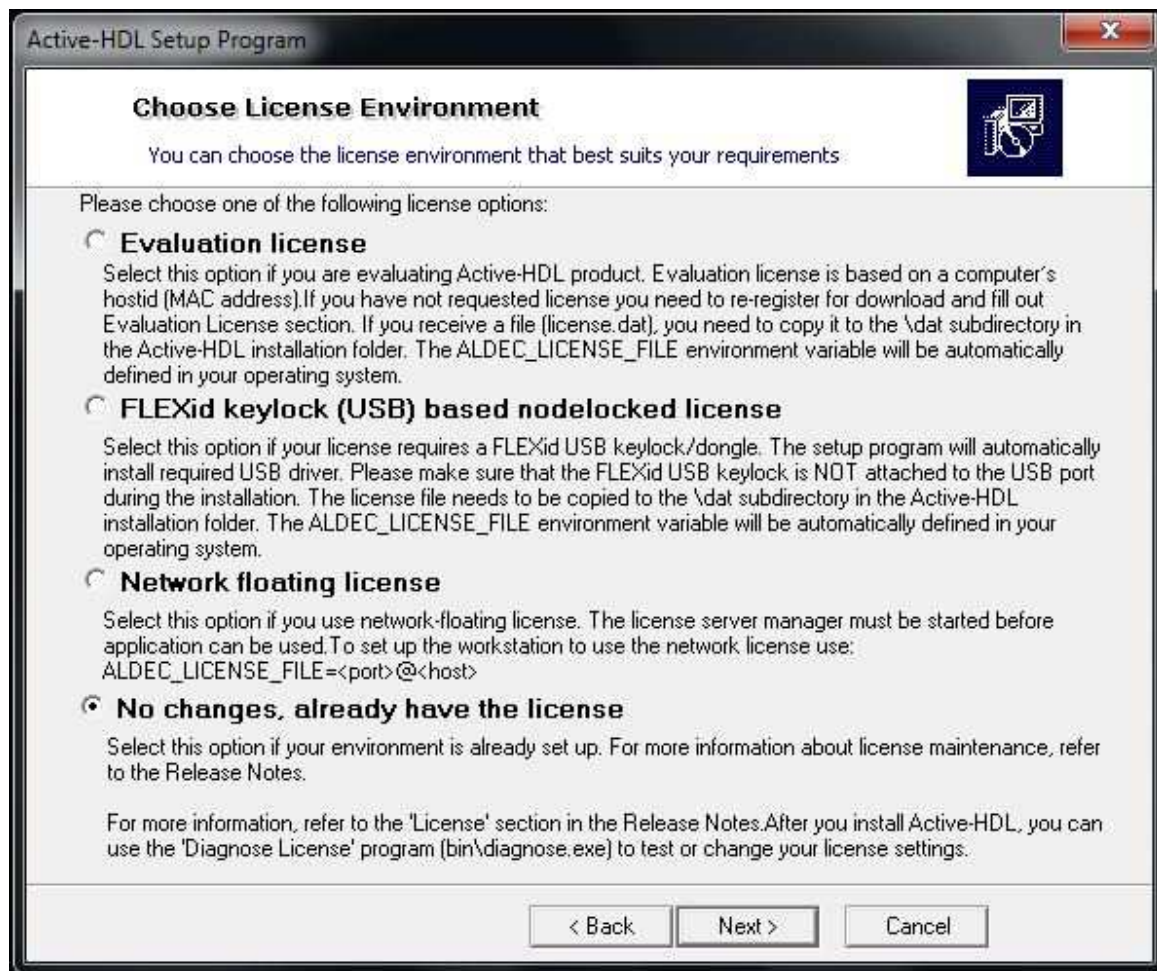 Active-HDL Setup Program
Choose License Environment
You can choose the license environment that best suits your requirements
Please choose one of the following license options:
Evaluation license
Select this option if you are evaluating Active-HDL product. Evaluation license is based on a computer's
hostid (MAC address).If you have not requested license you need to re-register for download and fill out
Evaluation License section. If you receive a file (license.dat), you need to copy it to the \dat subdirectory in
the Active-HDL installation folder. The ALDEC_LICENSE_FILE environment variable will be automatically
defined in your operating system.
FLEXid keylock (USB) based nodelocked license
Select this option if your license requires a FLEXid USB keylock/dongle. The setup program will automatically
install required USB driver. Please make sure that the FLEXid USB keylock is NOT attached to the USB port
during the installation. The license file needs to be copied to the \dat subdirectory in the Active-HDL
installation folder. The ALDEC_LICENSE_FILE environment variable will be automatically defined in your
operating system.
Network floating license
Select this option if you use network-floating license. The license server manager must be started before
application can be used.To set up the workstation to use the network license use:
ALDEC_LICENSE_FILE=<port>@<host>
No changes, already have the license
Select this option if your environment is already set up. For more information about license maintenance, refer
to the Release Notes.
For more information, refer to the 'License' section in the Release Notes.After you install Active-HDL, you can
use the 'Diagnose License' program (bin\diagnose.exe) to test or change your license settings.
< Back Next > Cancel